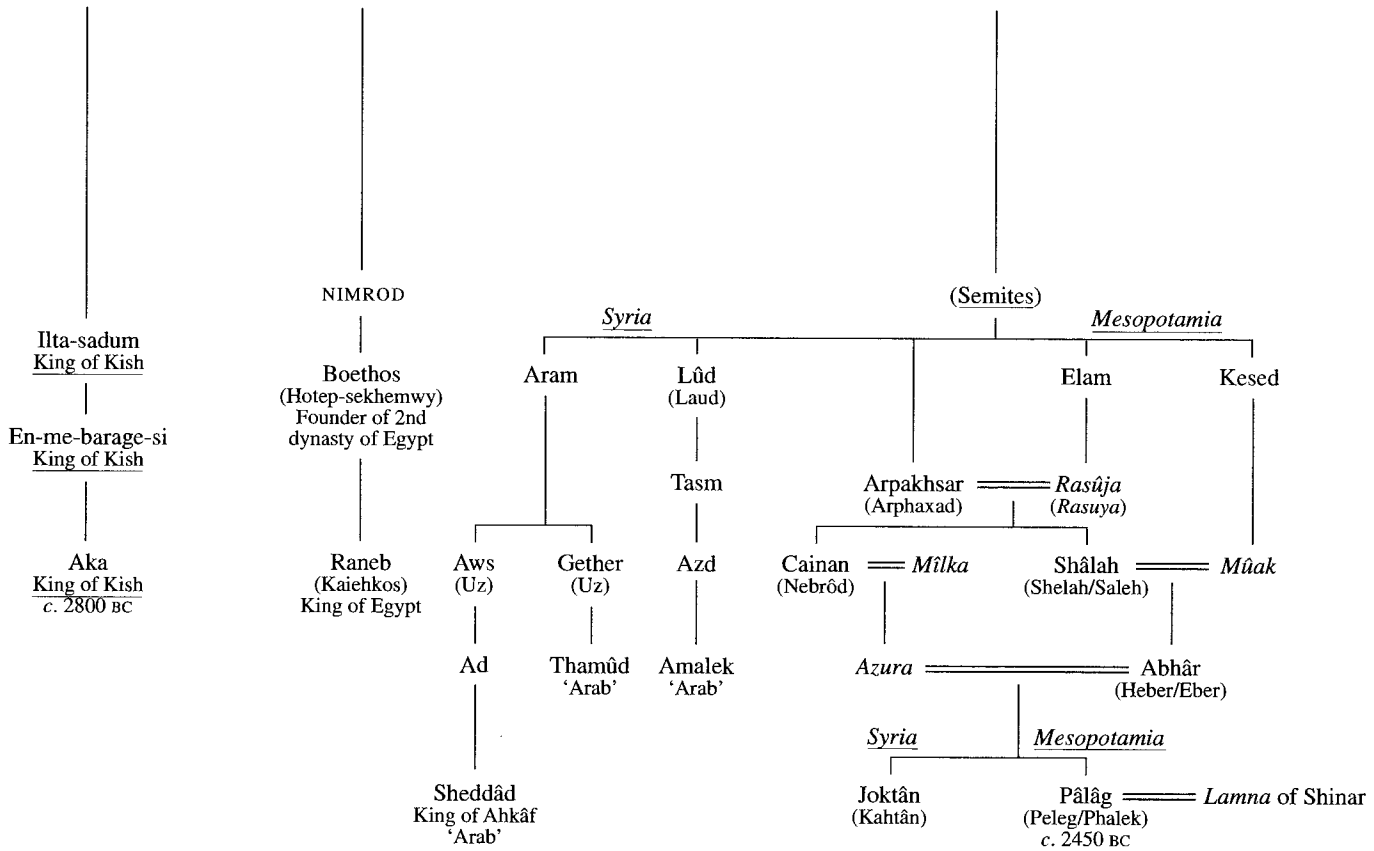 NIMROD
(Semites)
Syria
Mesopotamia
Ilta-sadum
King of Kish
Boethos
(Hotep-sekhemwy)
Founder of 2nd
dynasty of Egypt
Aram
Lûd
(Laud)
Elam
Kesed
En-me-barage-si
King of Kish
Tasm
Arpakhsar
(Arphaxad)
Rasûja
(Rasuya)
Aka
King of Kish
c. 2800 BC
Raneb
(Kaiehkos)
King of Egypt
Aws
(Uz)
Gether
(Uz)
Azd
Cainan
(Nebrôd)
Mîlka
Shâlah
(Shelah/Saleh)
Mûak
Ad
Thamûd
‘Arab’
Amalek
‘Arab’
Azura
Abhâr
(Heber/Eber)
Syria
Mesopotamia
Sheddâd
King of Ahkâf
‘Arab’
Joktân
(Kahtân)
Pâlâg
(Peleg/Phalek)
c. 2450 BC
Lamna of Shinar